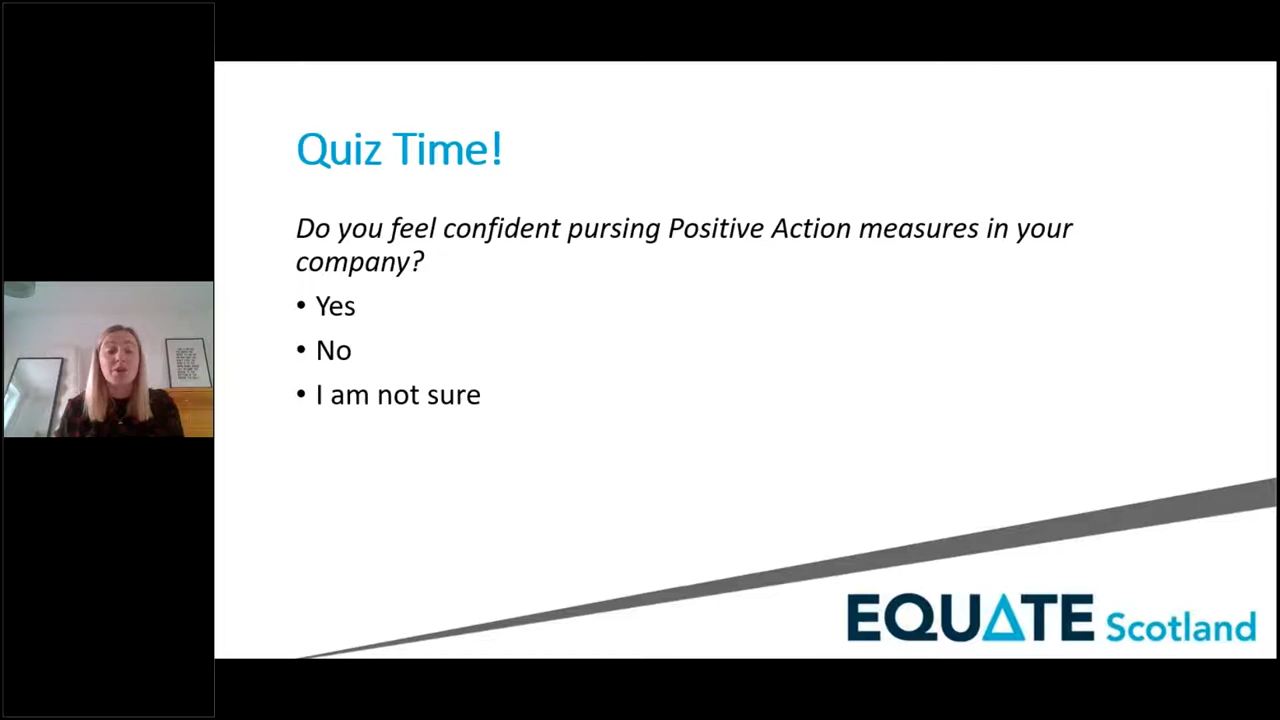 Quiz Time!
Do you feel confident pursing Positive Action measures in your
company?
• Yes
• No
• I am not sure
EQUATE Scotland